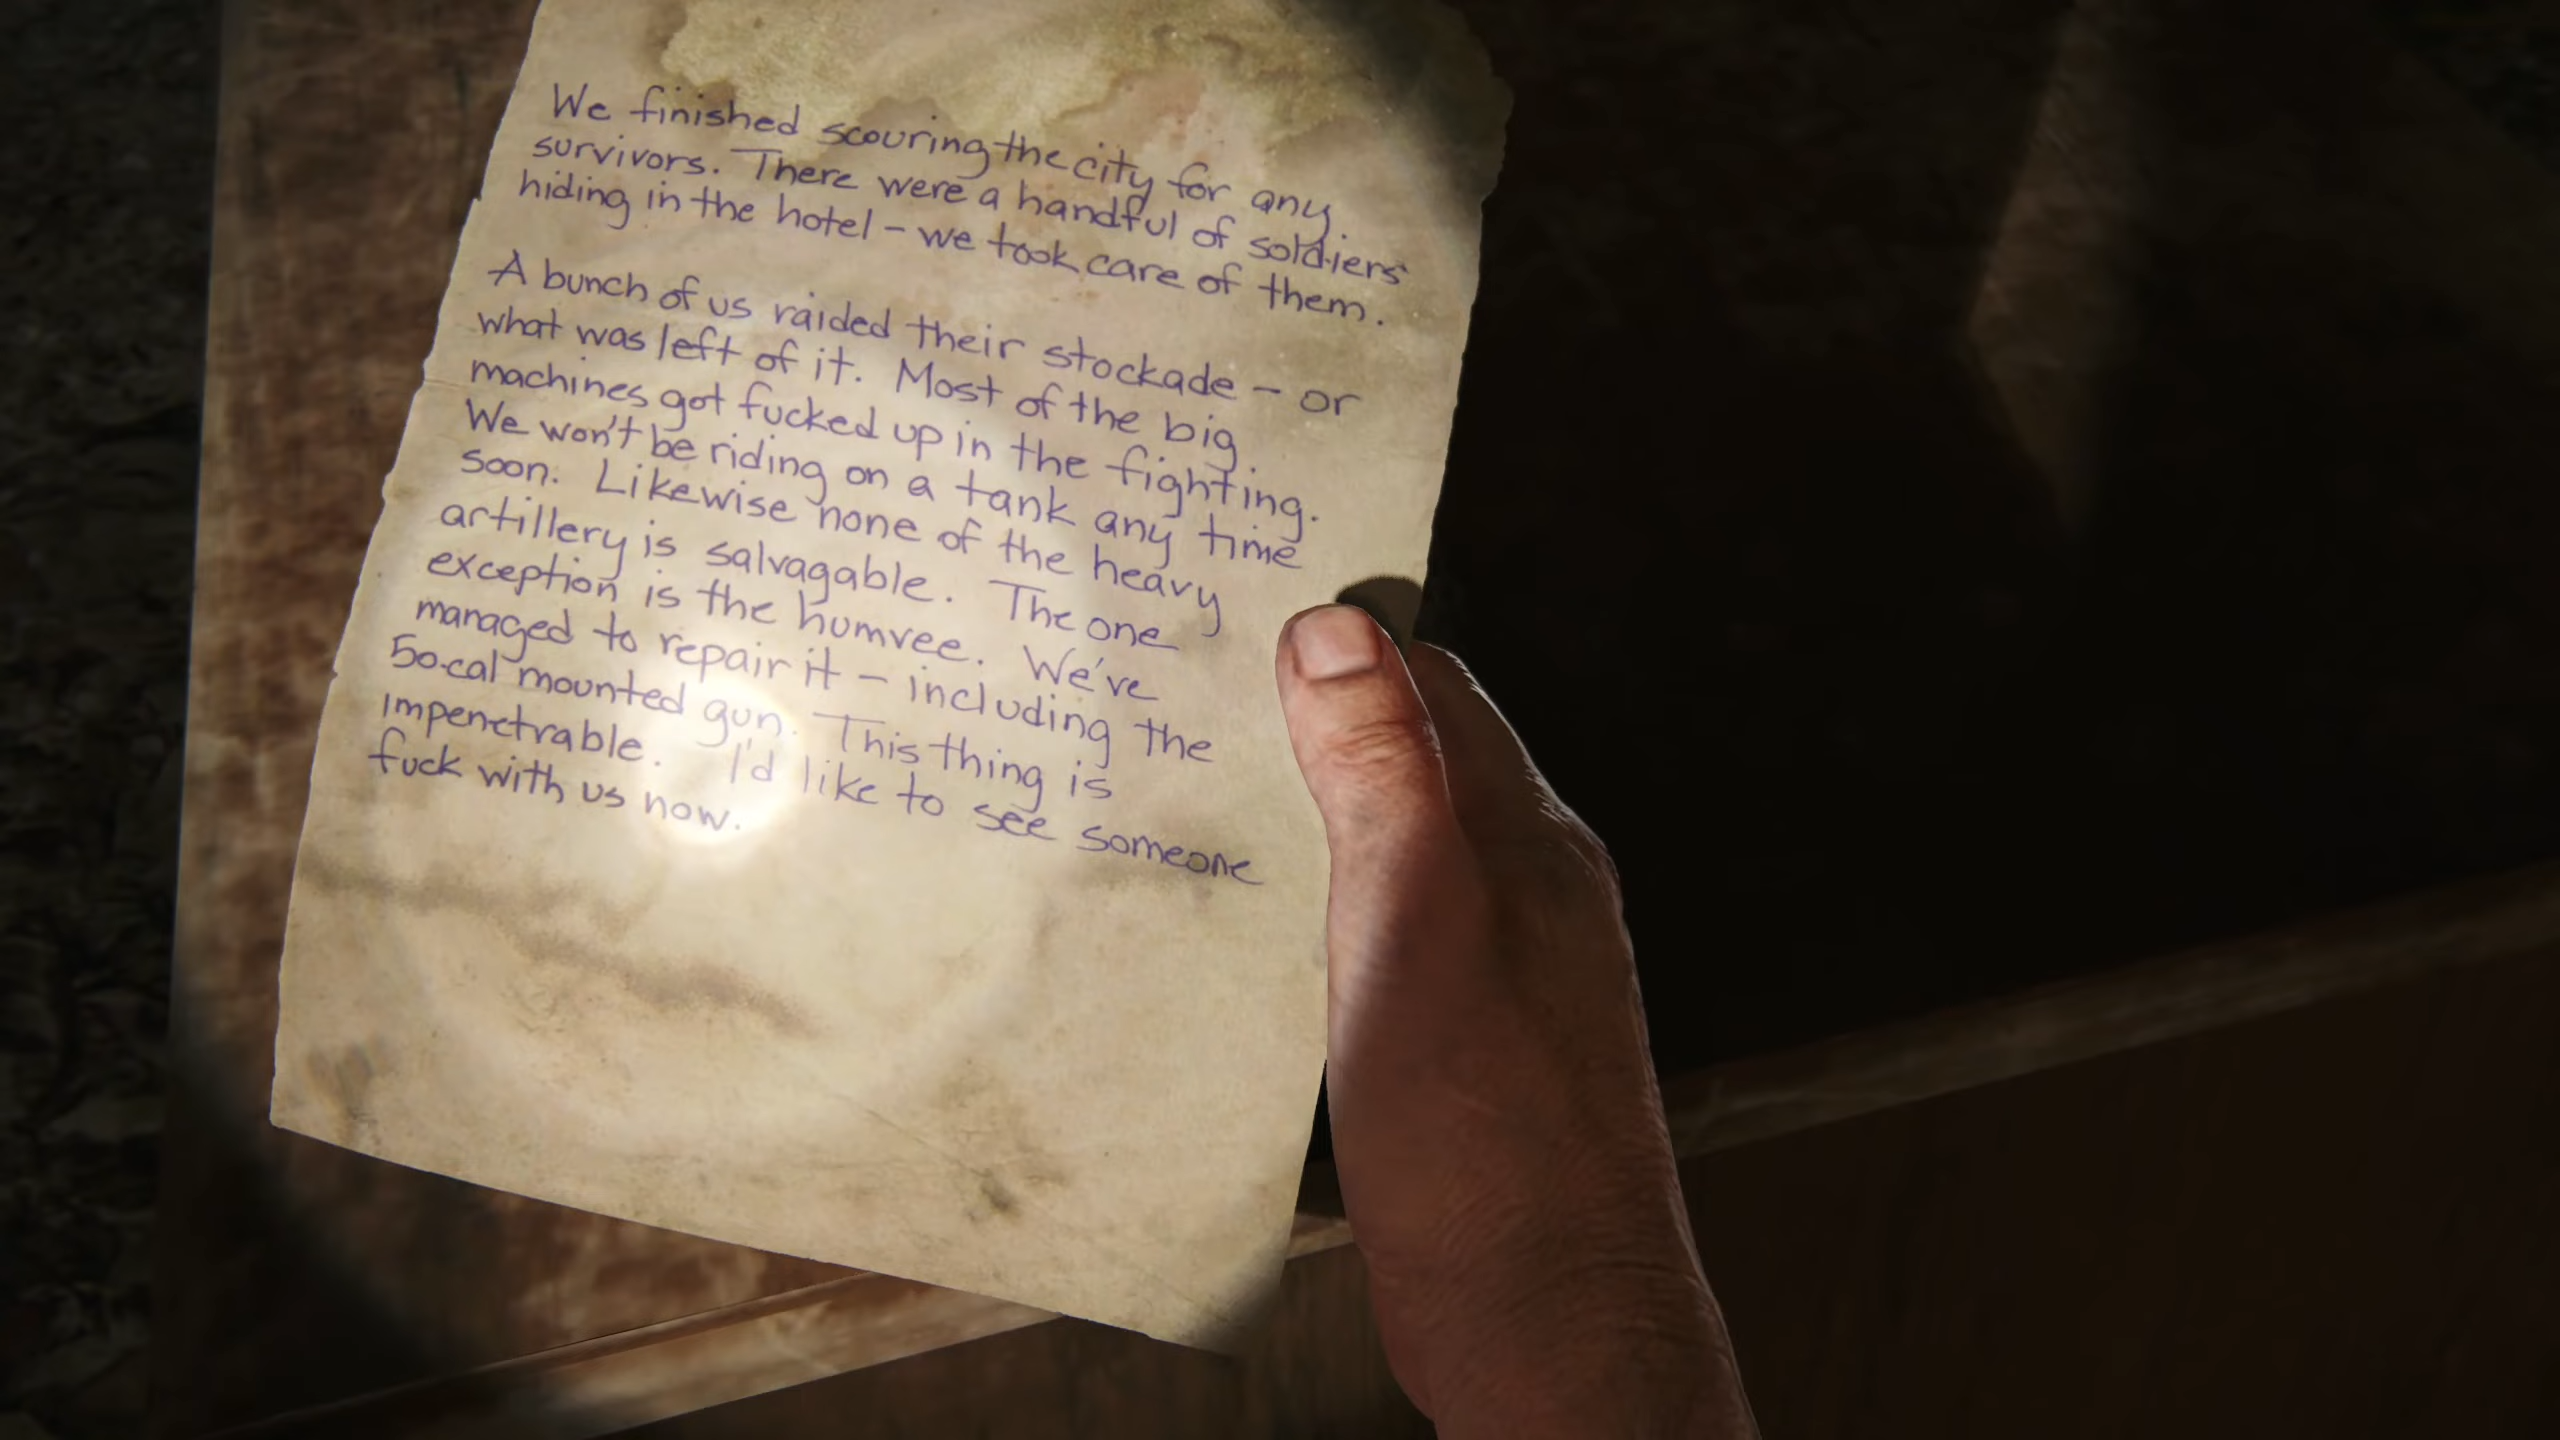 We finished scouring the city for any
survivors. There were a handful of soldiers
hiding in the hotel - we took care of them.
A bunch of us raided their stockade - or
what was left of it. Most of the big
machines got fucked up in the fighting.
We won't be riding on a tank any time
soon. Likewise none of the heavy
artillery is salvagable. The one
exception is the humvee. We've
managed to repair it - including the
50.cal mounted gun. This thing is
impenetrable. I'd like to see someone
fuck with us now.